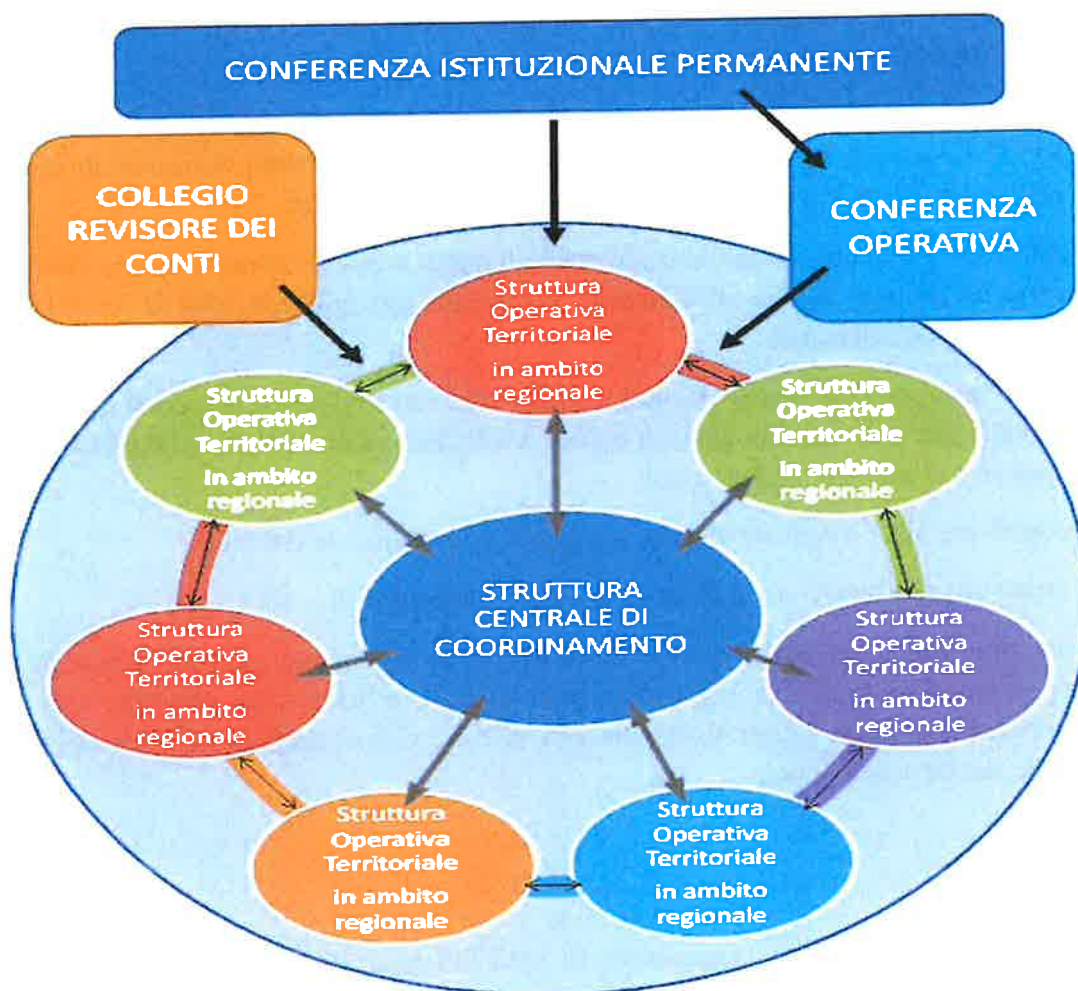 CONFERENZA ISTITUZIONALE PERMANENTE
COLLEGIO
REVISORE DEI
CONTI
CONFERENZA
OPERATIVA
Struttura
Operativa
Territoriale
in ambito
regionale
Struttura
Operativa
Territoriale
in ambito
regionale
Struttura
Operativa
Territoriale
in ambito
regionale
STRUTTURA
CENTRALE DI
COORDINAMENTO
Struttura
Operativa
Territoriale
in ambito
regionale
Struttura
Operativa
Territoriale
in ambito
regionale
Struttura
Operativa
Territoriale
in ambito
regionale
Struttura
Operativa
Territoriale
in ambito
regionale